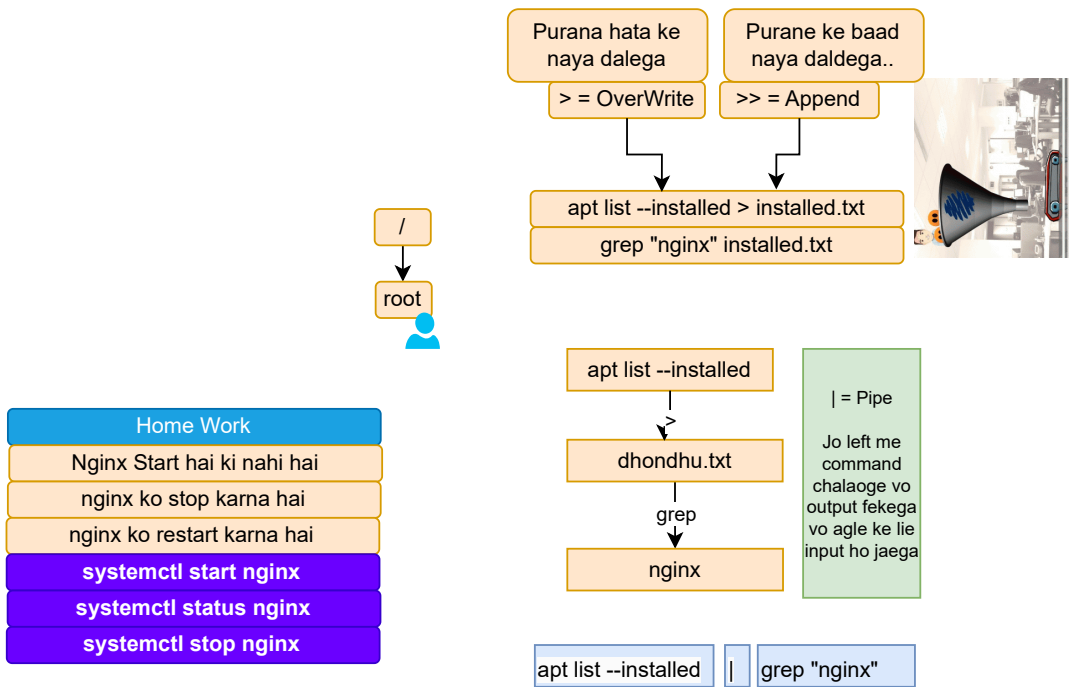 Purana hata ke
naya dalega
Purane ke baad
naya daldega..
> = OverWrite
>> = Append
apt list --installed > installed.txt
grep "nginx" installed.txt
/
root
apt list --installed
>
dhondhu.txt
grep
nginx
| = Pipe
Jo left me
command
chalaoge vo
output fekega
vo agle ke lie
input ho jaega
Home Work
Nginx Start hai ki nahi hai
nginx ko stop karna hai
nginx ko restart karna hai
systemctl start nginx
systemctl status nginx
systemctl stop nginx
apt list --installed
|
grep "nginx"